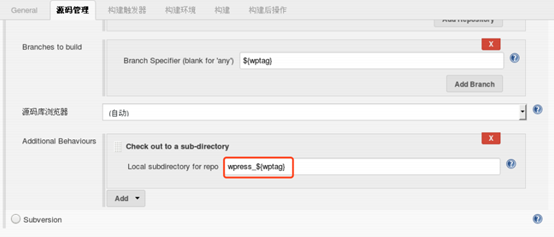 General 源码管理 构建触发器 构建环境 构建 构建后操作
Add Repository
Branches to build
X
Branch Specifier (blank for 'any') ${wptag}
Add Branch
源码库浏览器 (自动)
Additional Behaviours
X
Check out to a sub-directory
Local subdirectory for repo wpress_${wptag}
Add
Subversion